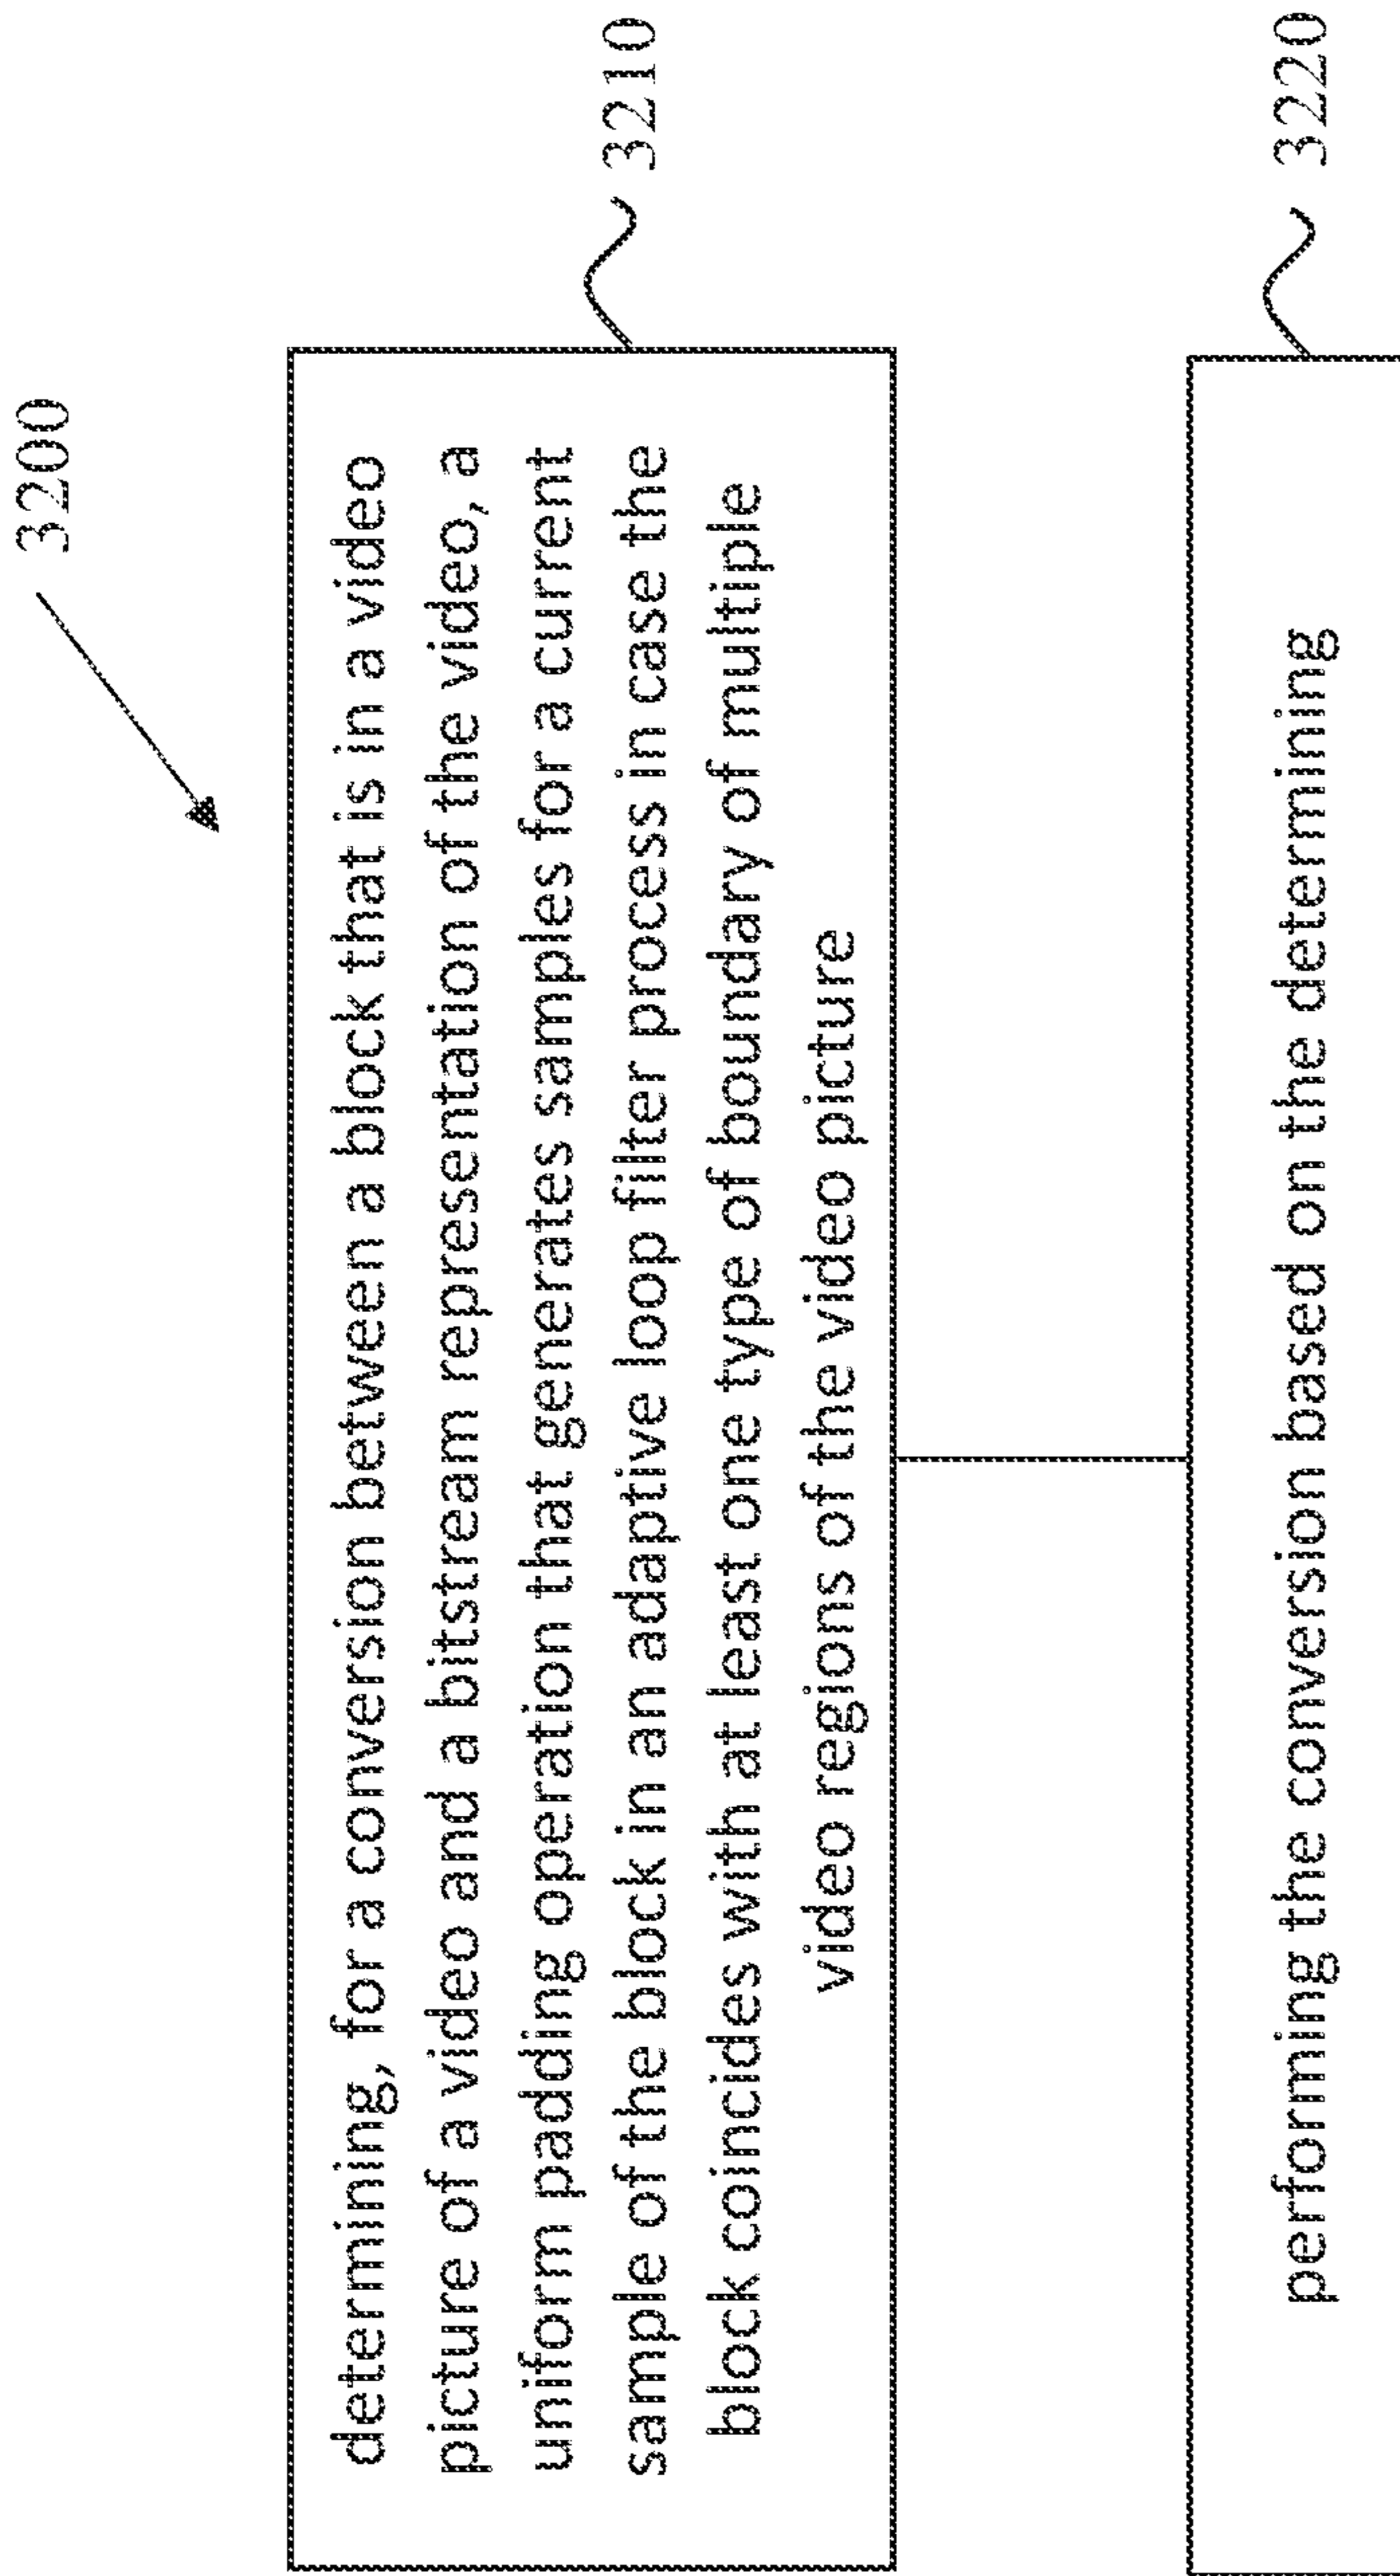 3200
determining, for a conversion between a block that is in a video
picture of a video and a bitstream representation of the video, a
uniform padding operation that generates samples for a current
sample of the block in an adaptive loop filter process in case the
block coincides with at least one type of boundary of multiple
video regions of the video picture
3210
performing the conversion based on the determining
3220